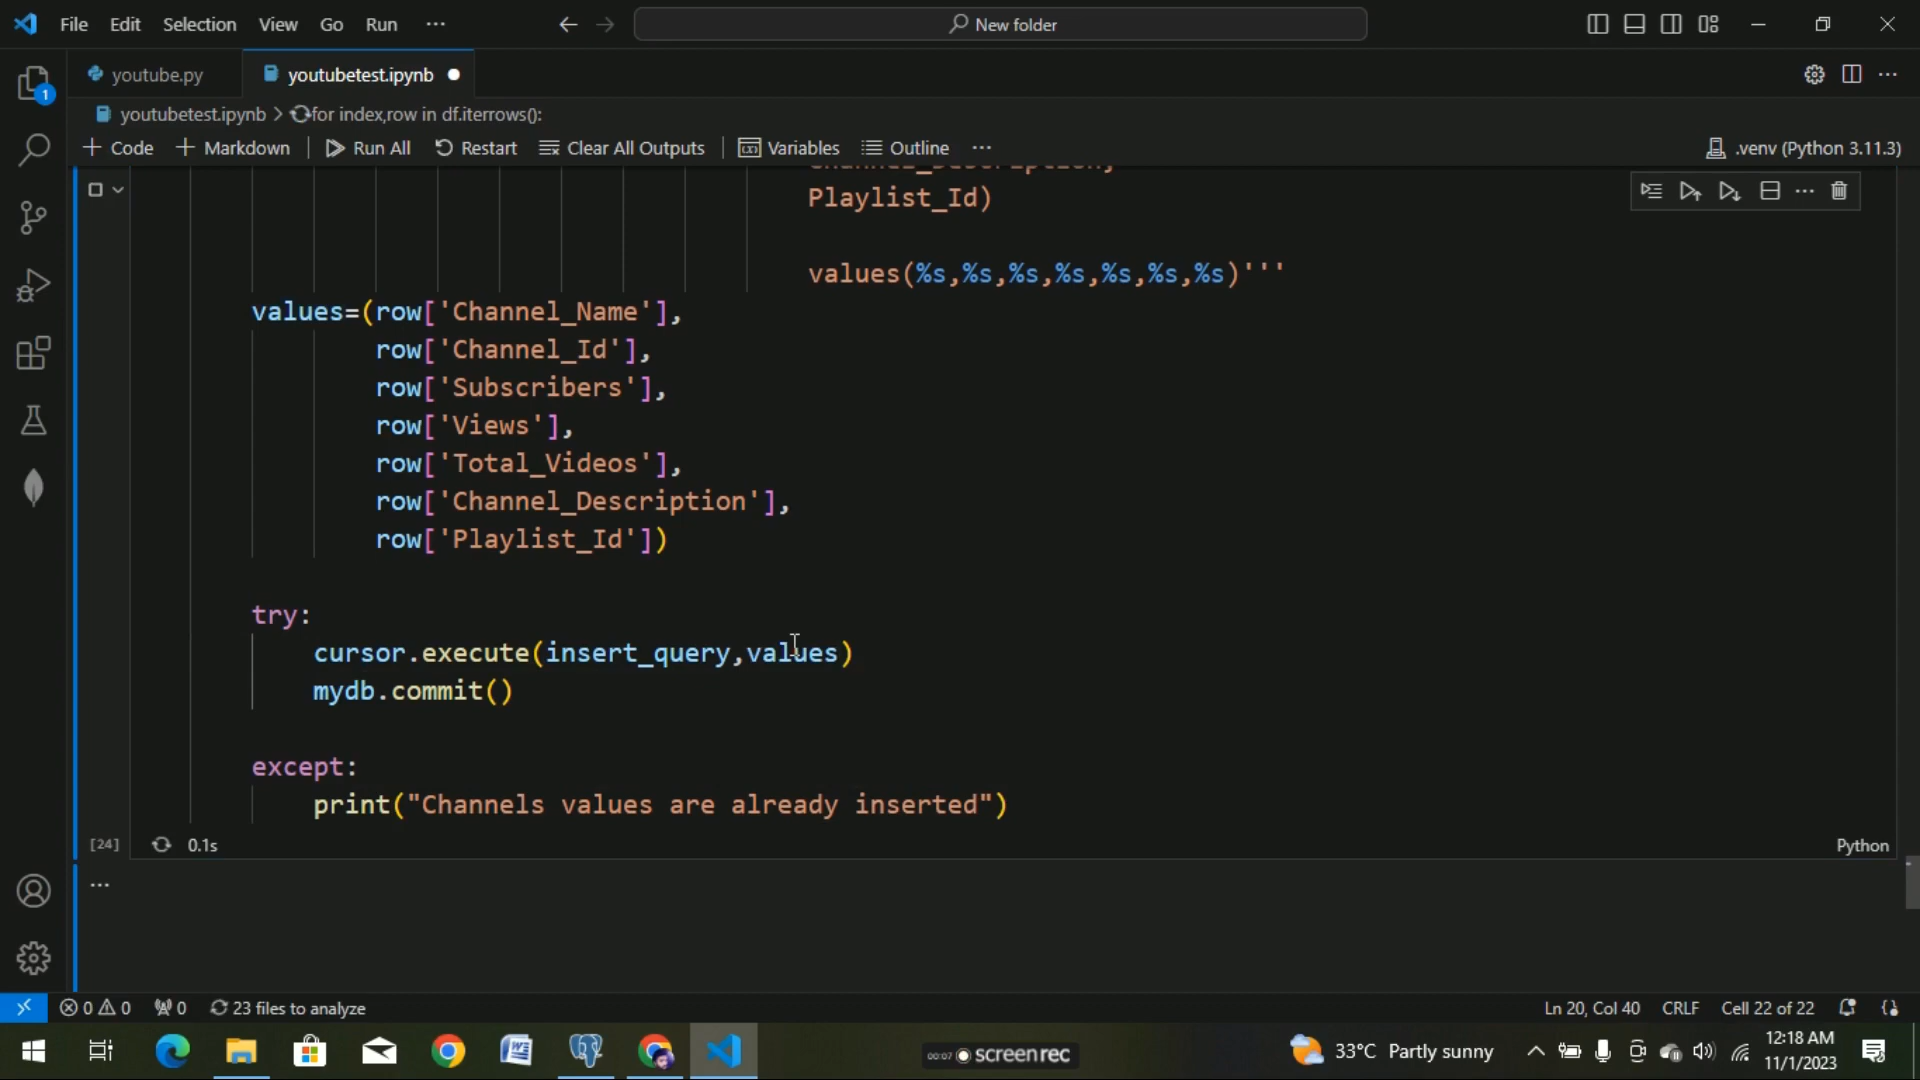 File Edit Selection View Go Run ··· New folder
youtube.py youtubetest.ipynb
youtubetest.ipynb > for index,row in df.iterrows():
+ Code + Markdown Run All Restart Clear All Outputs Variables Outline ··· .venv (Python 3.11.3)
Channel_Description,
Playlist_Id)
values(%s,%s,%s,%s,%s,%s,%s)'''
values=(row['Channel_Name'],
row['Channel_Id'],
row['Subscribers'],
row['Views'],
row['Total_Videos'],
row['Channel_Description'],
row['Playlist_Id'])
try:
cursor.execute(insert_query,values)
mydb.commit()
except:
print("Channels values are already inserted")
[24] 0.1s Python
...
0 0 0 23 files to analyze Ln 20, Col 40 CRLF Cell 22 of 22
00:07 screenrec 33°C Partly sunny 12:18 AM
11/1/2023
1